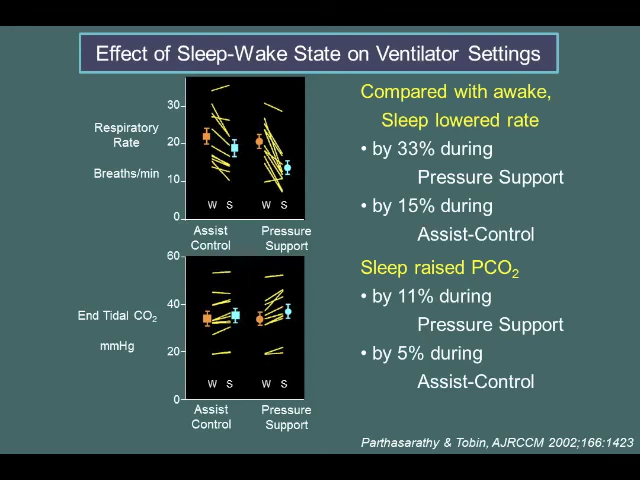 Effect of Sleep-Wake State on Ventilator Settings
Respiratory
Rate
Breaths/min
30
20
10
0
W S W S
Assist
Control
Pressure
Support
End Tidal CO₂
mmHg
60
40
20
0
W S W S
Assist
Control
Pressure
Support
Compared with awake,
Sleep lowered rate
• by 33% during
Pressure Support
• by 15% during
Assist-Control
Sleep raised PCO₂
• by 11% during
Pressure Support
• by 5% during
Assist-Control
Parthasarathy & Tobin, AJRCCM 2002;166:1423